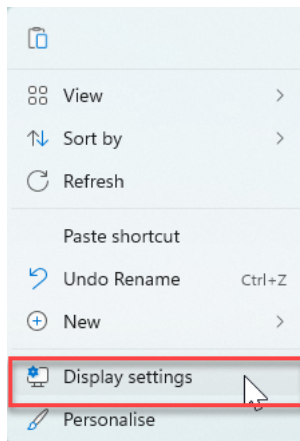 View
Sort by
Refresh
Paste shortcut
Undo Rename Ctrl+Z
New
Display settings
Personalise